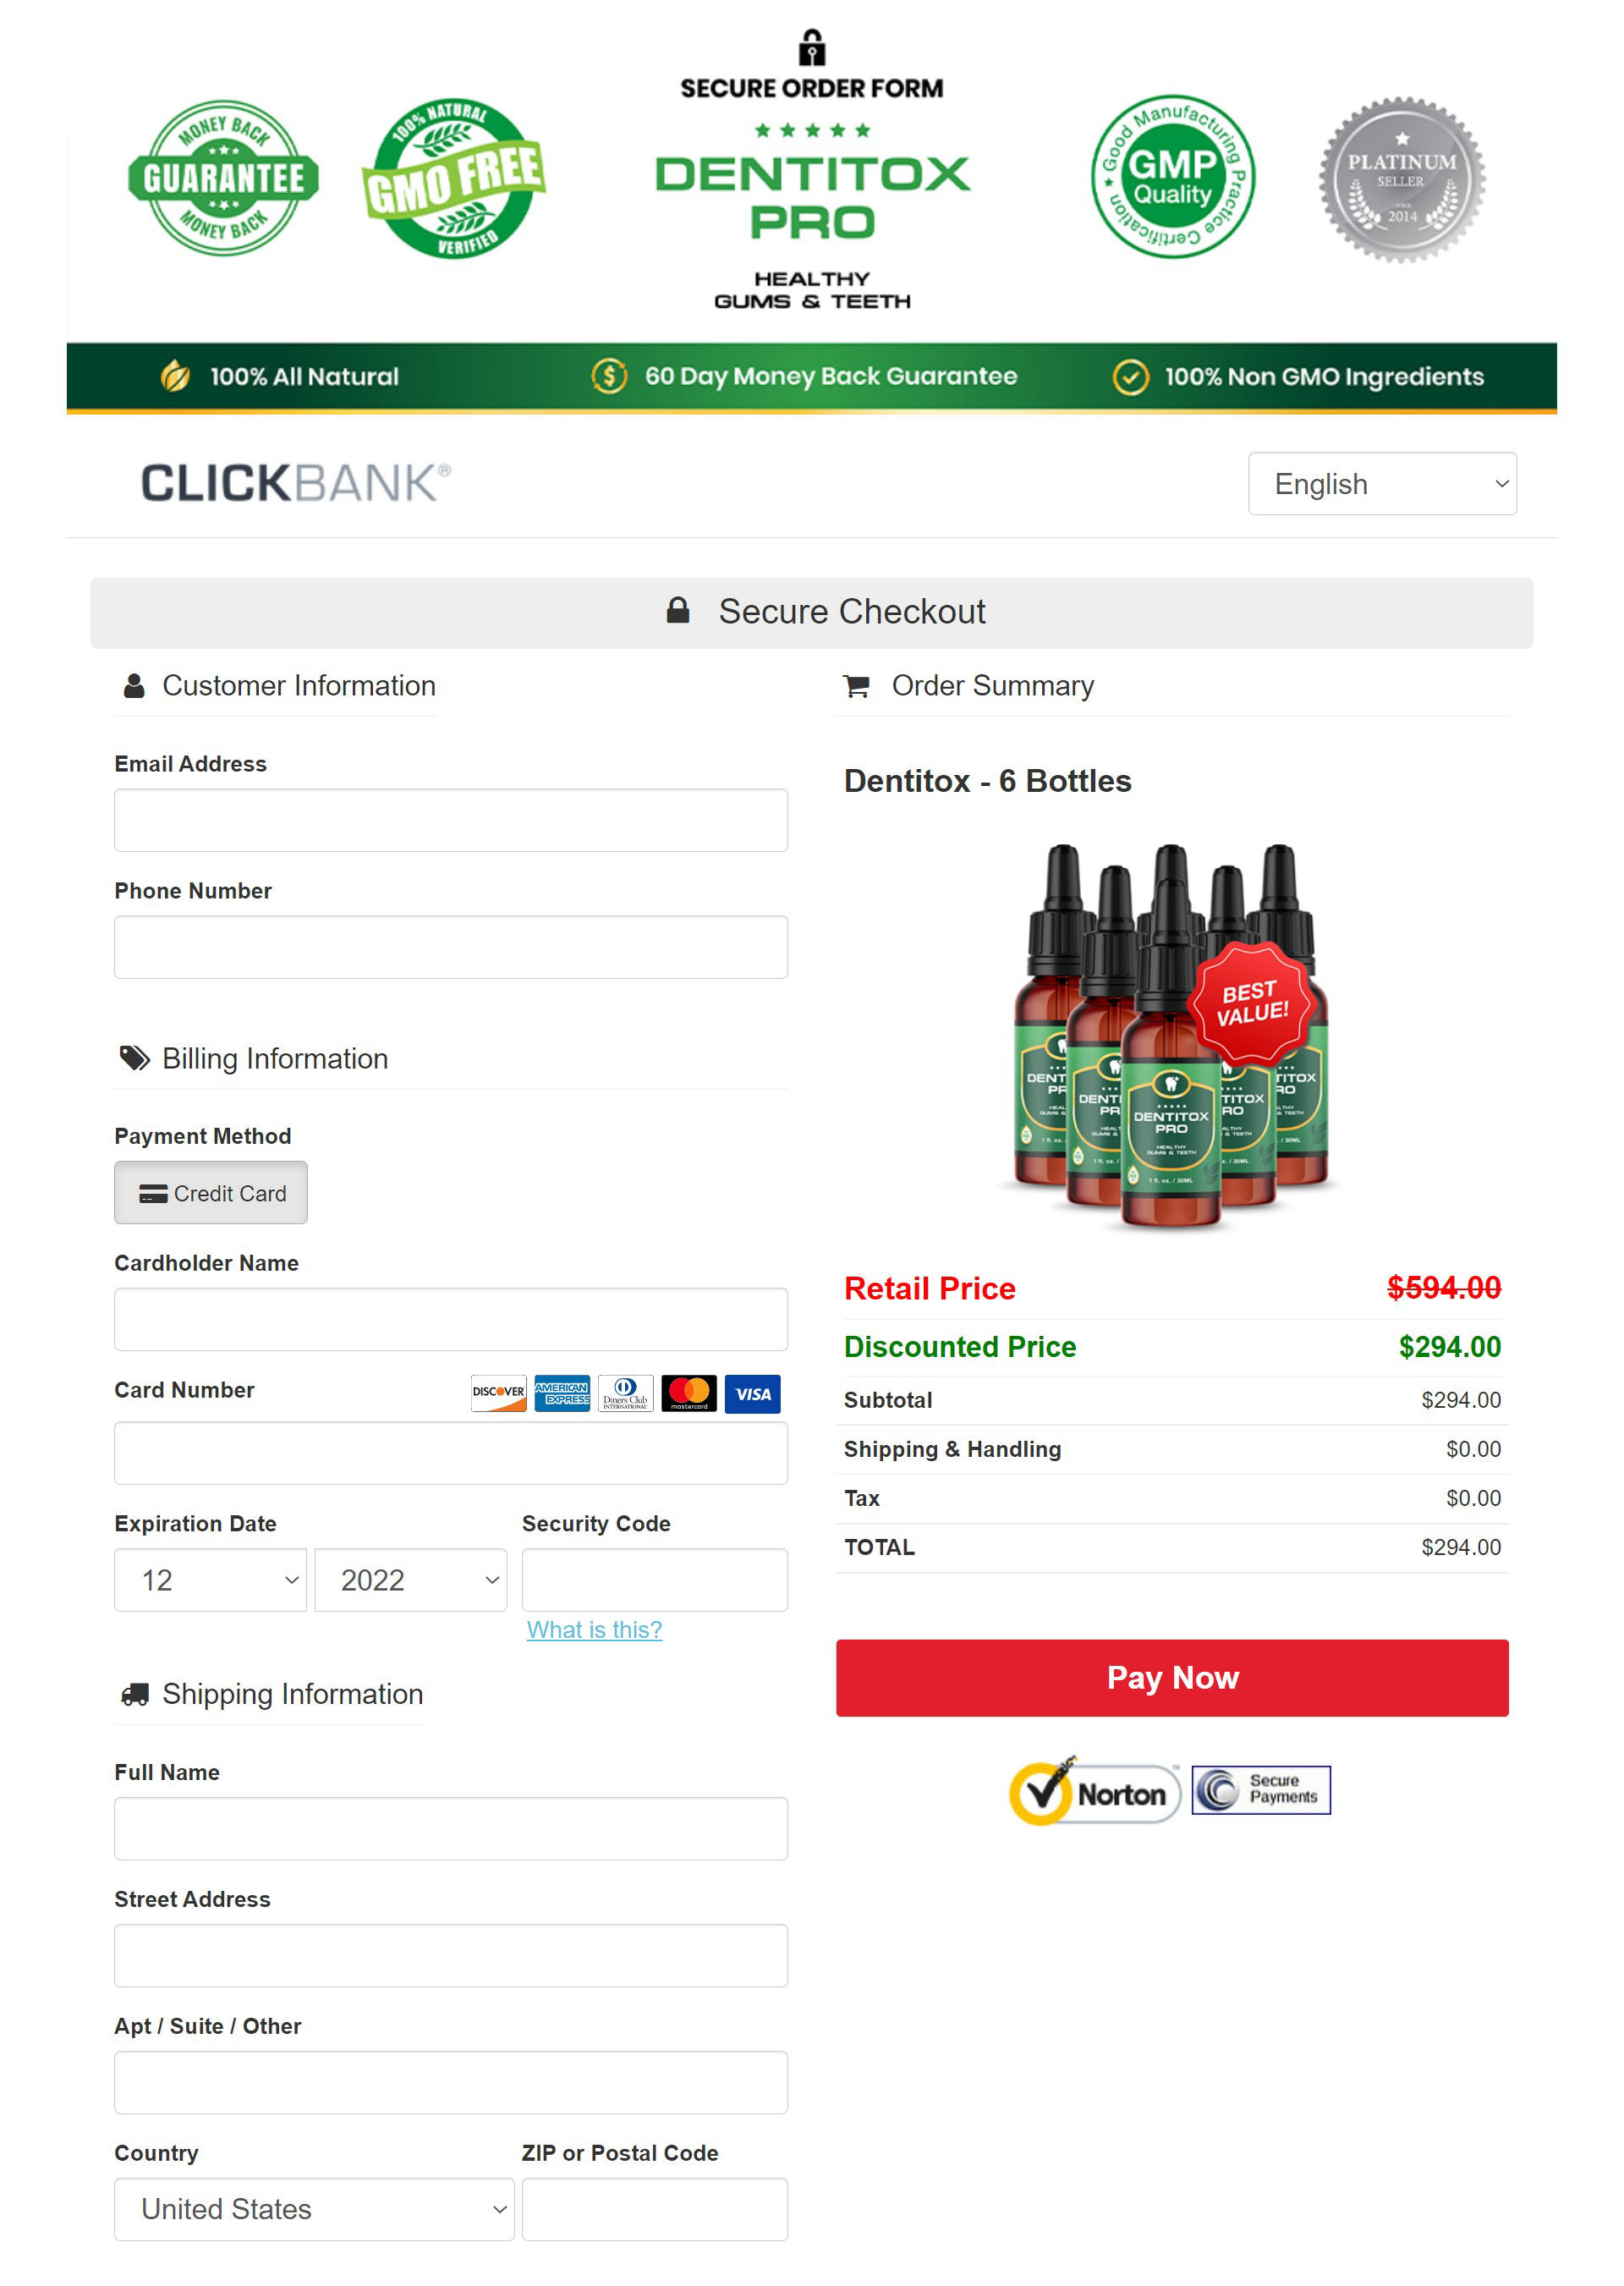 SECURE ORDER FORM
MONEY BACK
GUARANTEE
MONEY BACK
100% NATURAL
GMO FREE
VERIFIED
DENTITOX
PRO
HEALTHY
GUMS & TEETH
Good Manufacturing Practice Certification
GMP
Quality
PLATINUM
SELLER
2014
100% All Natural
60 Day Money Back Guarantee
100% Non GMO Ingredients
CLICKBANK®
English
Secure Checkout
Customer Information
Email Address
Phone Number
Billing Information
Payment Method
Credit Card
Cardholder Name
Card Number
DISCOVER
AMERICAN
EXPRESS
Diners Club
INTERNATIONAL
mastercard
VISA
Expiration Date
Security Code
12
2022
What is this?
Shipping Information
Full Name
Street Address
Apt / Suite / Other
Country
ZIP or Postal Code
United States
Order Summary
Dentitox - 6 Bottles
BEST
VALUE!
DENTITOX
PRO
HEALTHY
GUMS & TEETH
1 fl. oz. / 30ML
Retail Price $594.00
Discounted Price $294.00
Subtotal $294.00
Shipping & Handling $0.00
Tax $0.00
TOTAL $294.00
Pay Now
Norton
Secure
Payments